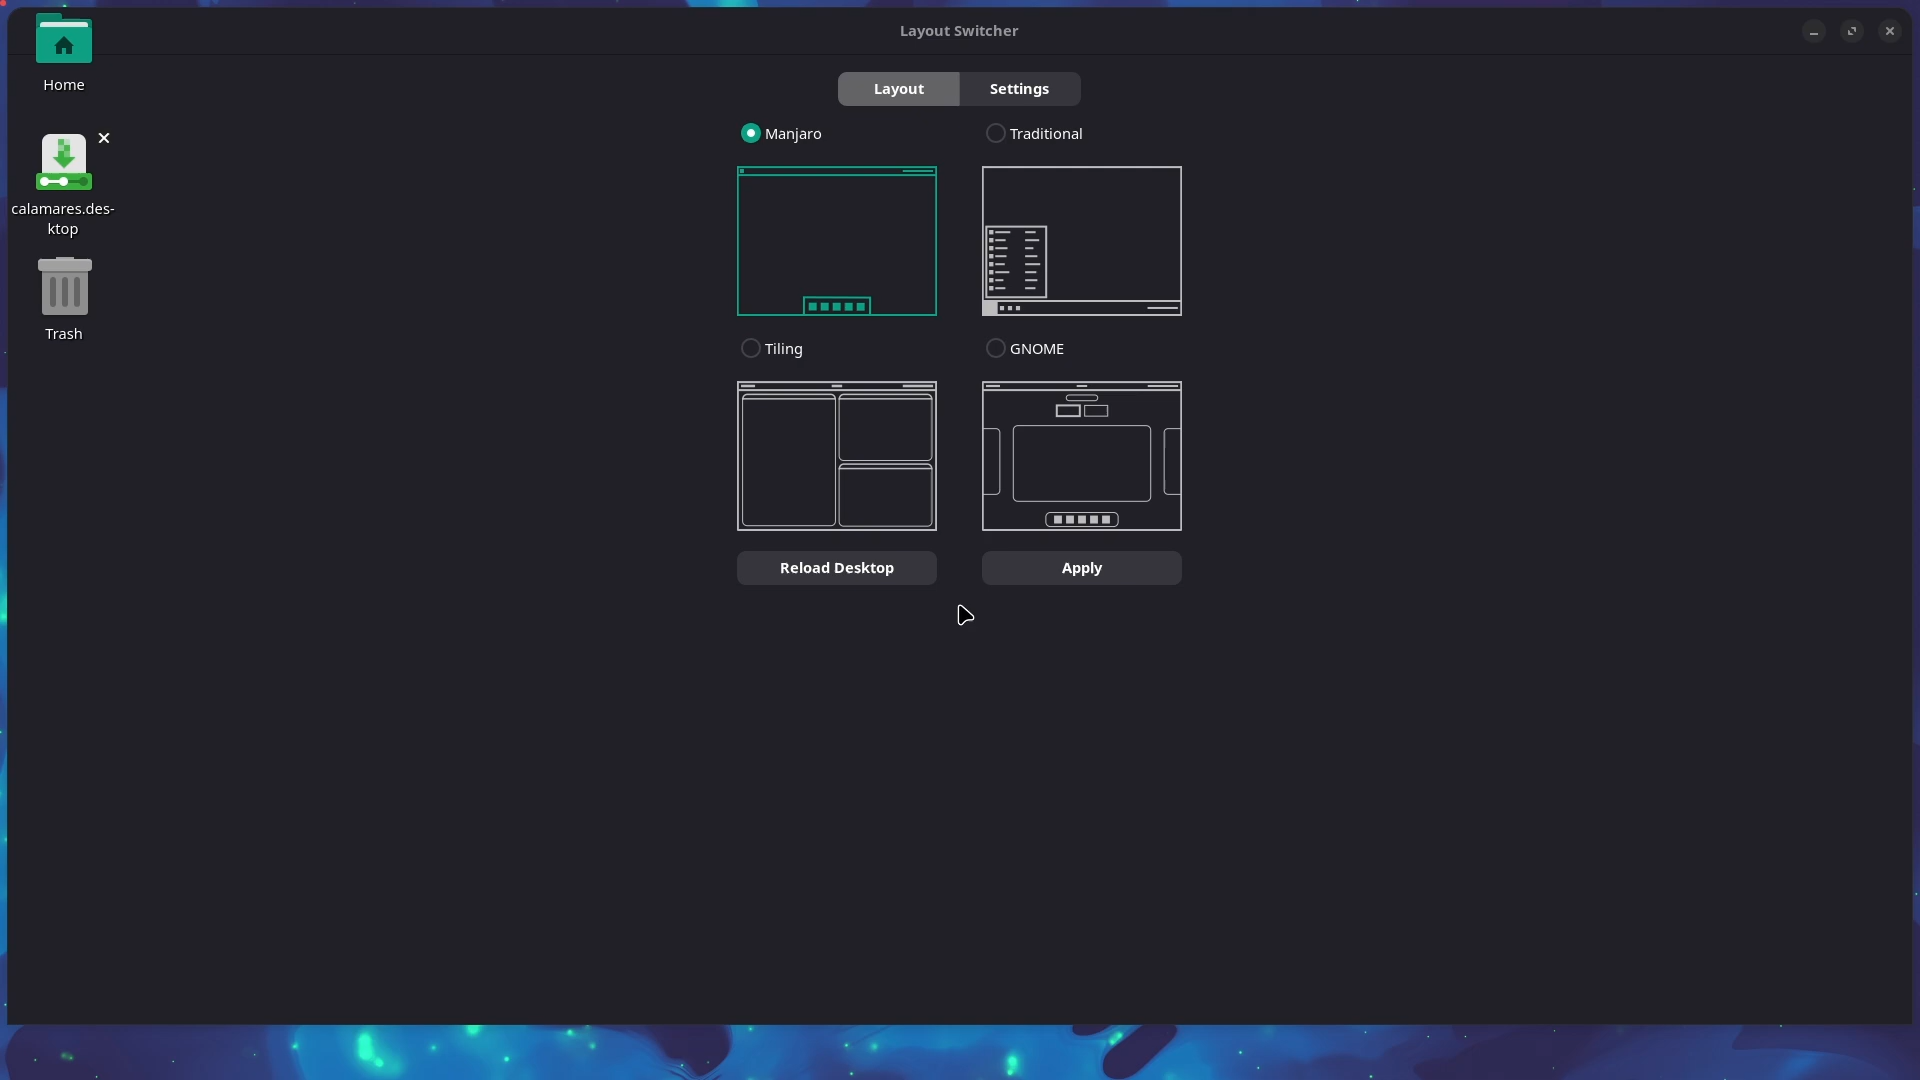 Layout Switcher
Home
Layout
Settings
Manjaro
Traditional
calamares.des-
ktop
Trash
Tiling
GNOME
Reload Desktop
Apply